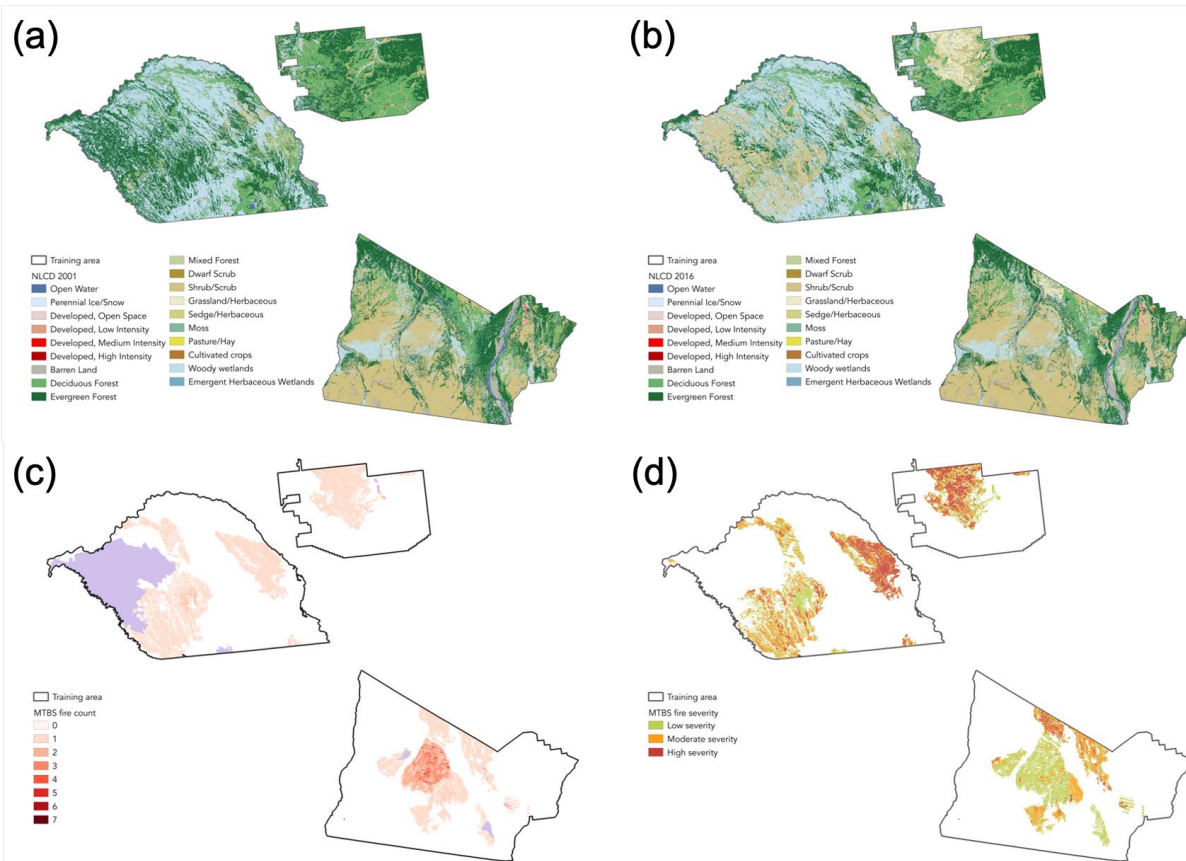 (a)
Training area
NLCD 2001
Open Water
Perennial Ice/Snow
Developed, Open Space
Developed, Low Intensity
Developed, Medium Intensity
Developed, High Intensity
Barren Land
Deciduous Forest
Evergreen Forest
Mixed Forest
Dwarf Scrub
Shrub/Scrub
Grassland/Herbaceous
Sedge/Herbaceous
Moss
Pasture/Hay
Cultivated crops
Woody wetlands
Emergent Herbaceous Wetlands
(b)
Training area
NLCD 2016
Open Water
Perennial Ice/Snow
Developed, Open Space
Developed, Low Intensity
Developed, Medium Intensity
Developed, High Intensity
Barren Land
Deciduous Forest
Evergreen Forest
Mixed Forest
Dwarf Scrub
Shrub/Scrub
Grassland/Herbaceous
Sedge/Herbaceous
Moss
Pasture/Hay
Cultivated crops
Woody wetlands
Emergent Herbaceous Wetlands
(c)
Training area
MTBS fire count
0
1
2
3
4
5
6
7
(d)
Training area
MTBS fire severity
Low severity
Moderate severity
High severity